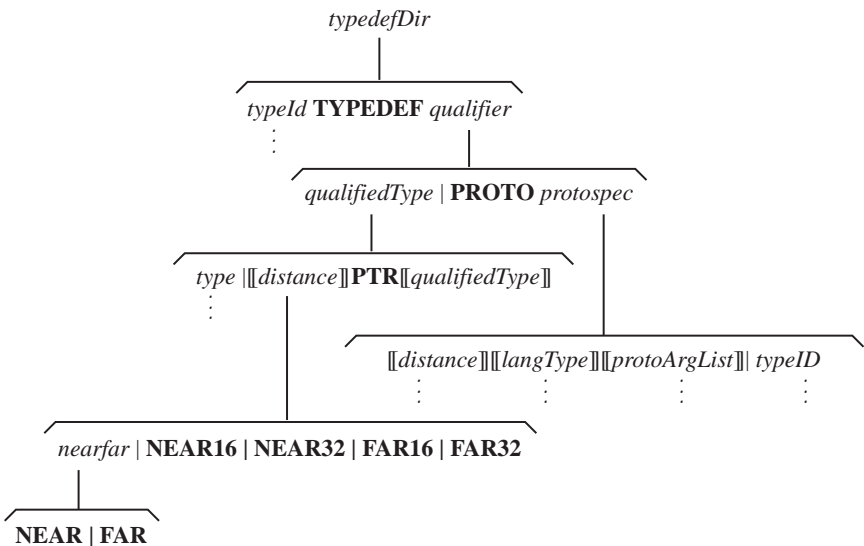 typedefDir
typeId TYPEDEF qualifier
qualifiedType | PROTO protospec
type |⟦distance⟧PTR⟦qualifiedType⟧
⟦distance⟧⟦langType⟧⟦protoArgList⟧| typeID
nearfar | NEAR16 | NEAR32 | FAR16 | FAR32
NEAR | FAR